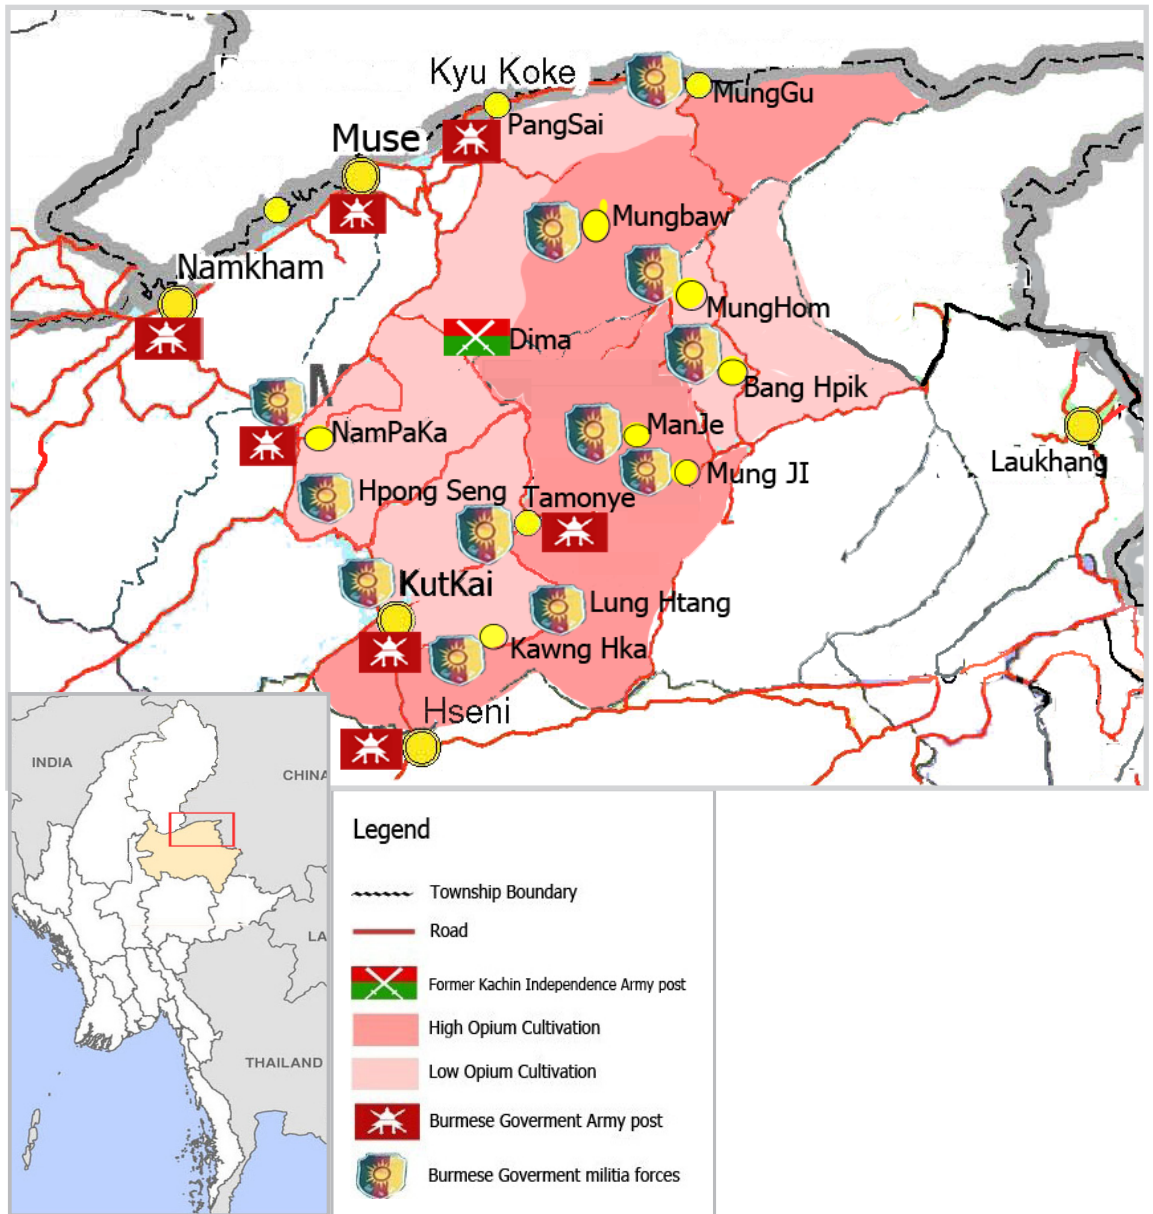 Kyu Koke
MungGu
PangSai
Muse
Mungbaw
Namkham
MungHom
Dima
Bang Hpik
M
NamPaKa
ManJe
Laukhang
Mung JI
Hpong Seng
Tamonye
KutKai
Lung Htang
Kawng Hka
Hseni
INDIA
CHINA
LA
THAILAND
Legend
Township Boundary
Road
Former Kachin Independence Army post
High Opium Cultivation
Low Opium Cultivation
Burmese Goverment Army post
Burmese Goverment militia forces